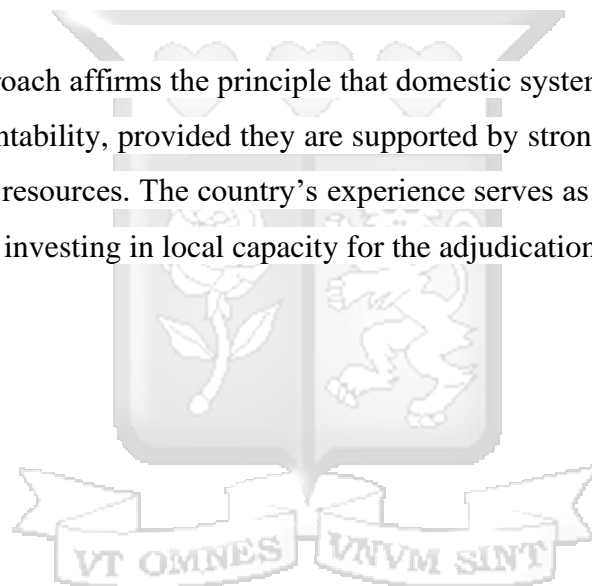 roach affirms the principle that domestic system
ntability, provided they are supported by stron
resources. The country’s experience serves as
investing in local capacity for the adjudication
VT OMNES VNVM SINT